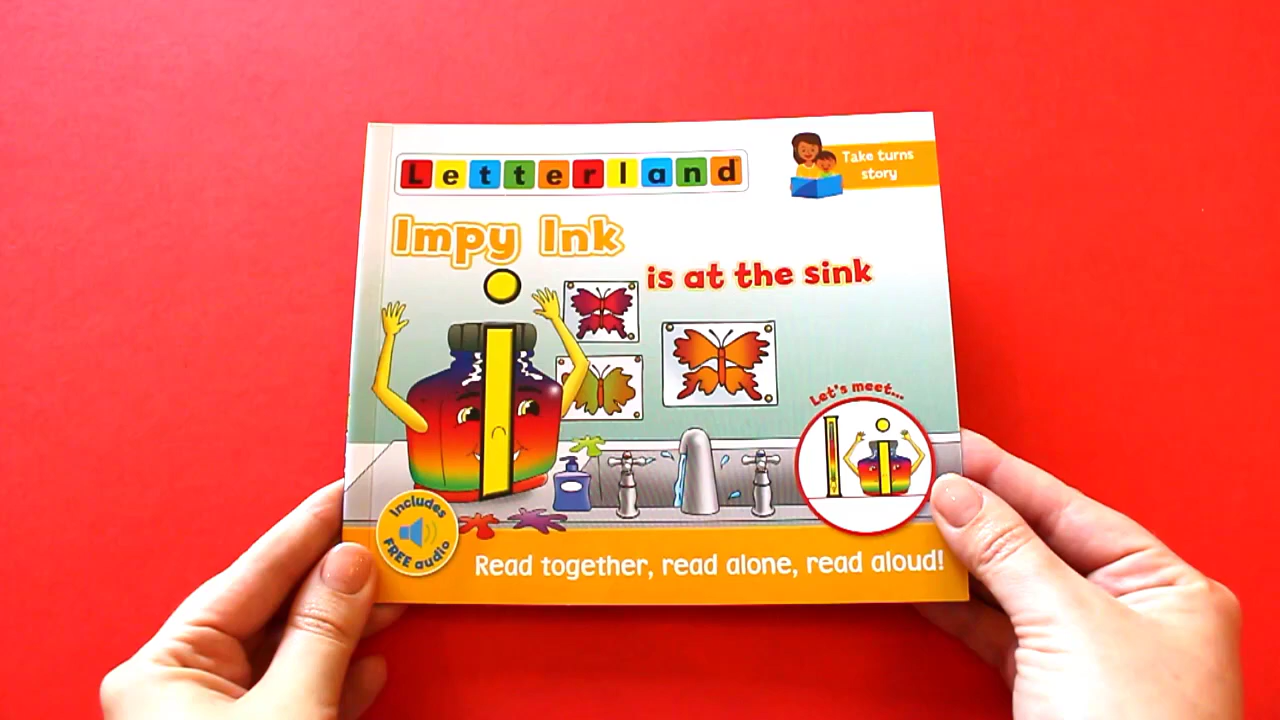 Letterland
Take turns
story
Impy Ink
is at the sink
i
Let's meet...
i
Includes
FREE audio
Read together, read alone, read aloud!